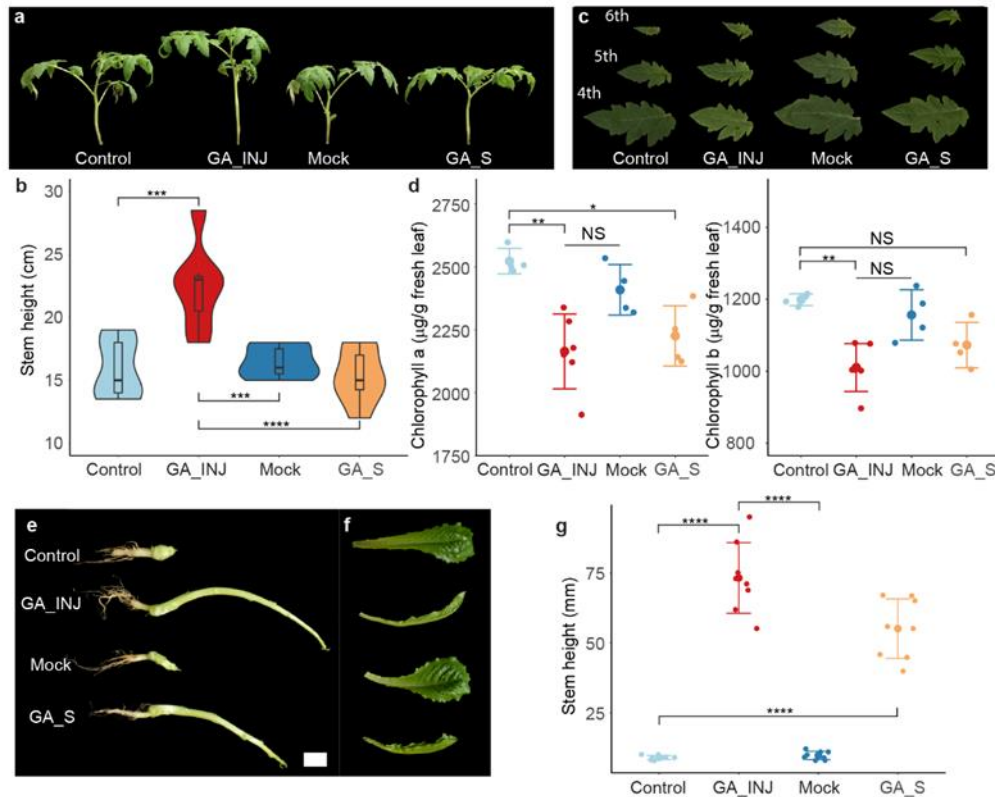 a
Control GA_INJ Mock GA_S
c
6th
5th
4th
Control GA_INJ Mock GA_S
b
Stem height (cm)
30
25
20
15
10
***
***
****
Control GA_INJ Mock GA_S
d
Chlorophyll a (µg/g fresh leaf)
2750
2500
2250
2000
1750
*
**
NS
Control GA_INJ Mock GA_S
Chlorophyll b (µg/g fresh leaf)
1400
1200
1000
800
NS
**
NS
Control GA_INJ Mock GA_S
e
Control
GA_INJ
Mock
GA_S
f
g
Stem height (mm)
75
50
25
****
****
****
Control GA_INJ Mock GA_S